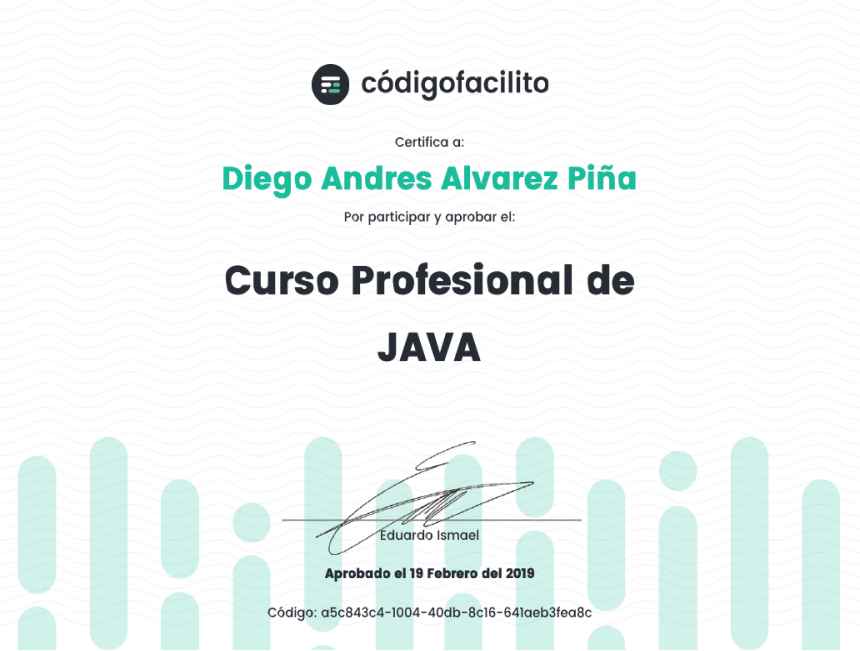 códigofacilito
Certifica a:
Diego Andres Alvarez Piña
Por participar y aprobar el:
Curso Profesional de
JAVA
Eduardo Ismael
Aprobado el 19 Febrero del 2019
Código: a5c843c4-1004-40db-8c16-641aeb3fea8c